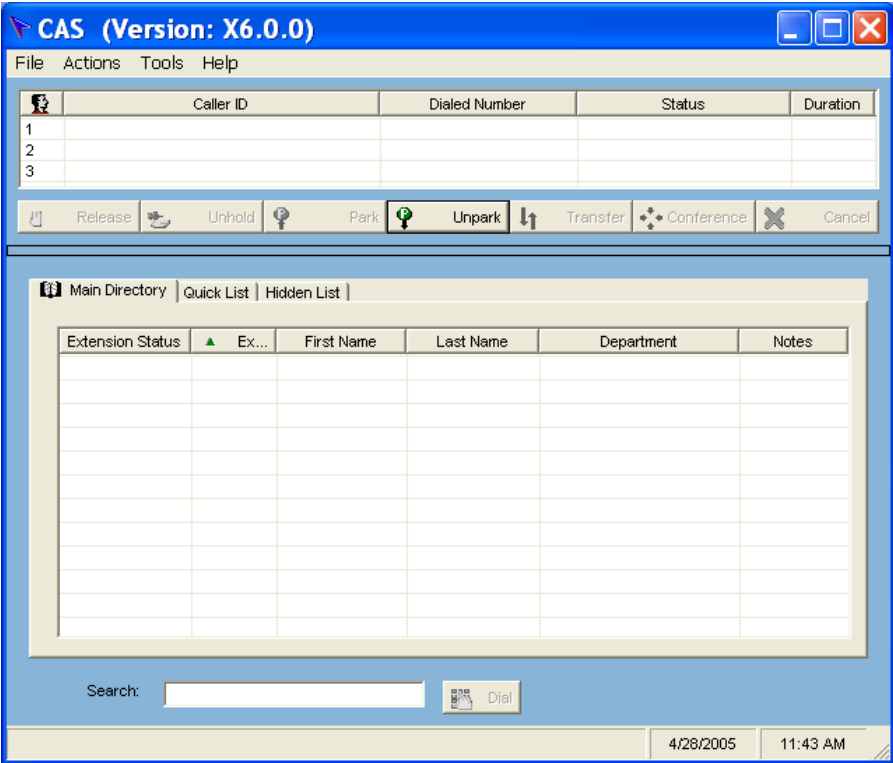 CAS (Version: X6.0.0)
File Actions Tools Help
Caller ID Dialed Number Status Duration
1
2
3
Release Unhold Park Unpark Transfer Conference Cancel
Main Directory Quick List Hidden List
Extension Status Ex... First Name Last Name Department Notes
Search: Dial
4/28/2005 11:43 AM